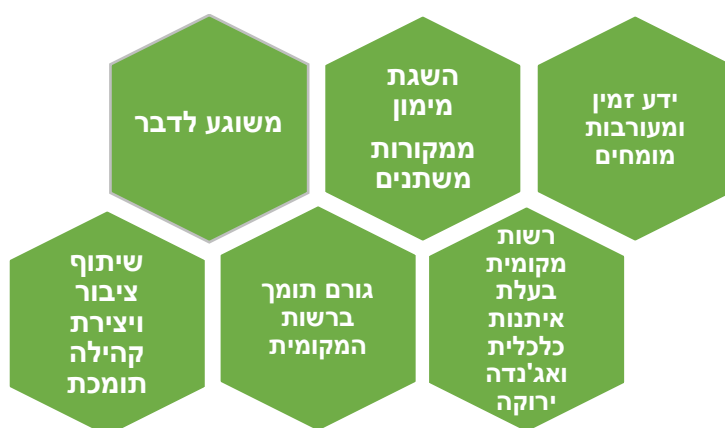 ידע זמין
ומעורבות
מומחים
השגת
מימון
ממקורות
משתנים
משוגע לדבר
רשות
מקומית
בעלת
איתנות
כלכלית
ואג'נדה
ירוקה
גורם תומך
ברשות
המקומית
שיתוף
ציבור
ויצירת
קהילה
תומכת